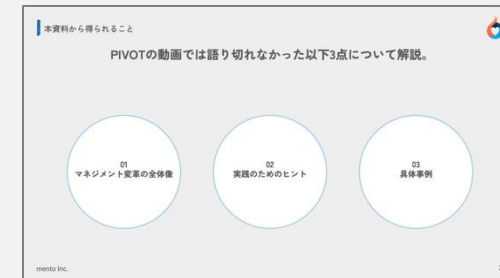 本資料から得られること
PIVOTの動画では語り切れなかった以下3点について解説。
01
マネジメント変革の全体像
02
実践のためのヒント
03
具体事例
mento Inc.